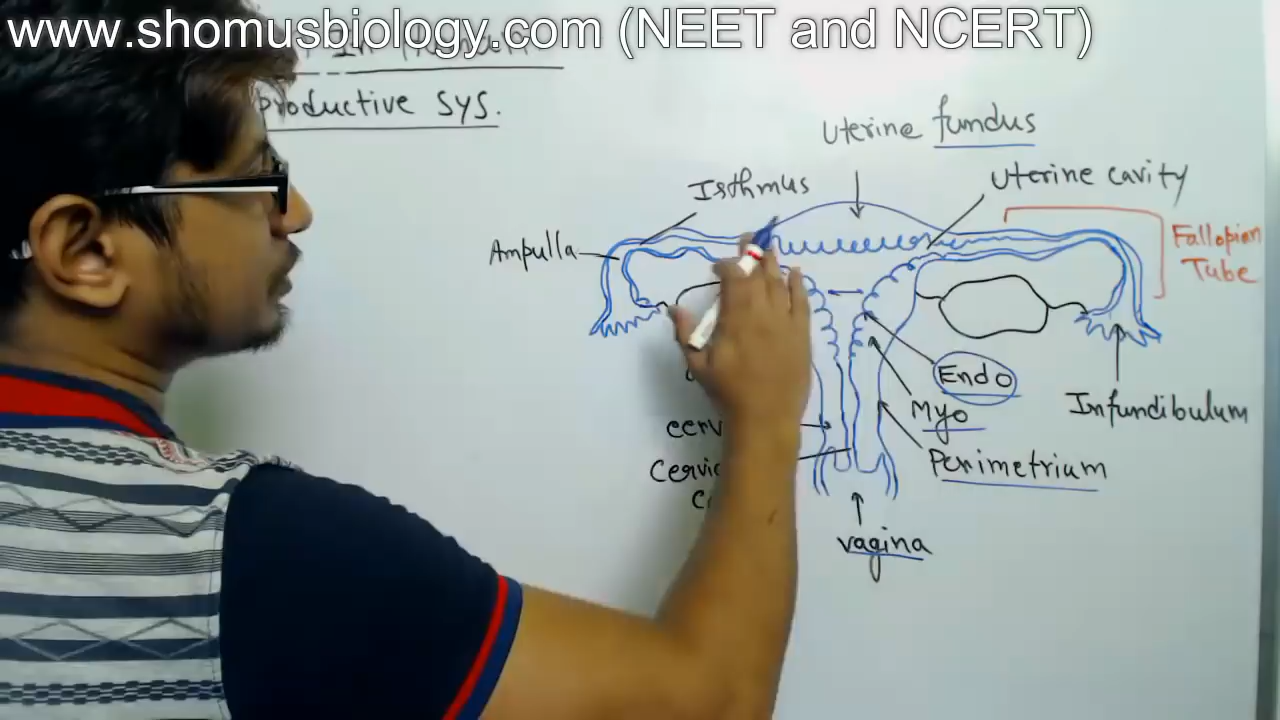 www.shomusbiology.com (NEET and NCERT)
productive sys.
Uterine fundus
Isthmus
Uterine cavity
Ampulla
Fallopian
Tube
Endo
Myo
Infundibulum
Perimetrium
vagina